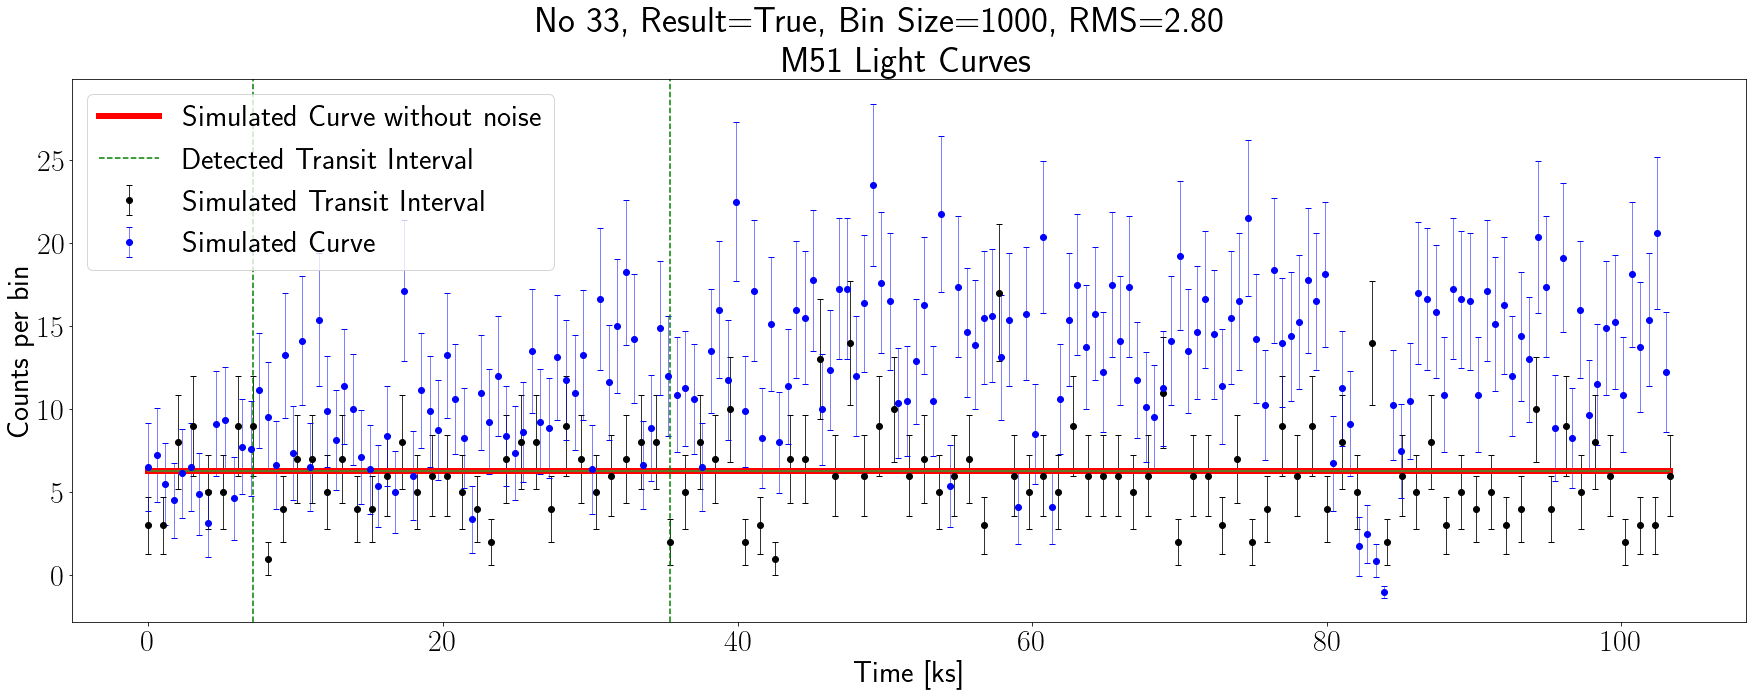 No 33, Result=True, Bin Size=1000, RMS=2.80
M51 Light Curves
Simulated Curve without noise
Detected Transit Interval
Simulated Transit Interval
Simulated Curve
Counts per bin
25
20
15
10
5
0
0 20 40 60 80 100
Time [ks]